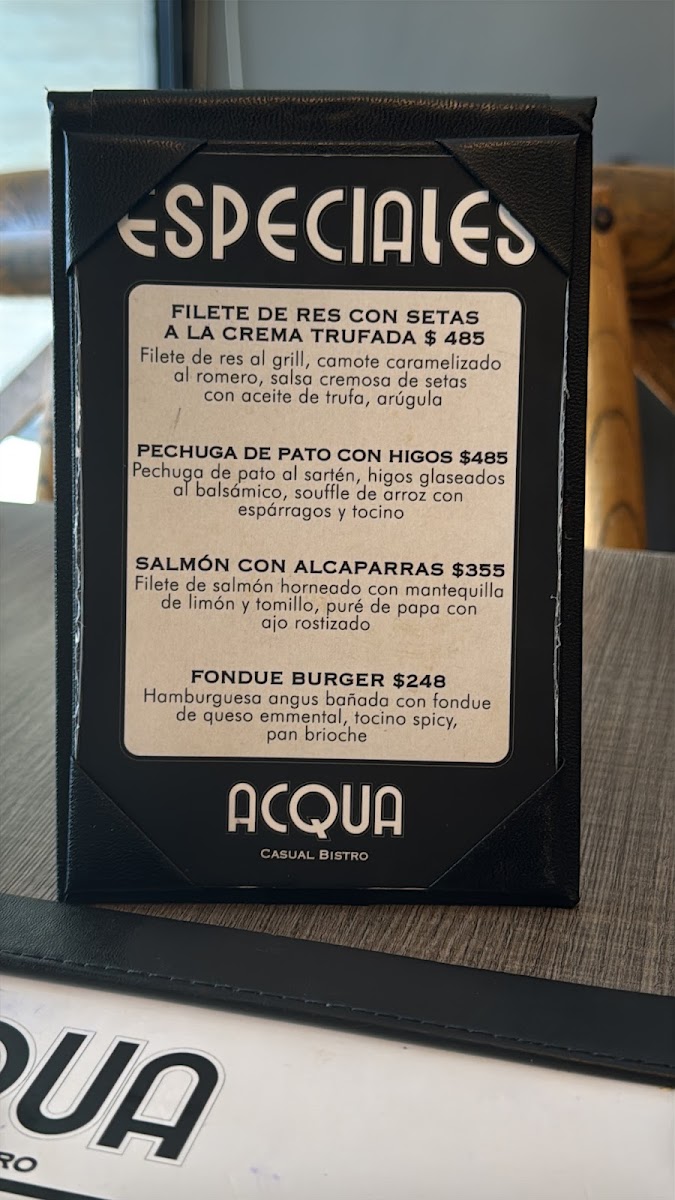 ESPECIALES
FILETE DE RES CON SETAS
A LA CREMA TRUFADA $ 485
Filete de res al grill, camote caramelizado
al romero, salsa cremosa de setas
con aceite de trufa, arúgula
PECHUGA DE PATO CON HIGOS $485
Pechuga de pato al sartén, higos glaseados
al balsámico, souffle de arroz con
espárragos y tocino
SALMÓN CON ALCAPARRAS $355
Filete de salmón horneado con mantequilla
de limón y tomillo, puré de papa con
ajo rostizado
FONDUE BURGER $248
Hamburguesa angus bañada con fondue
de queso emmental, tocino spicy,
pan brioche
ACQUA
CASUAL BISTRO
QUA
RO